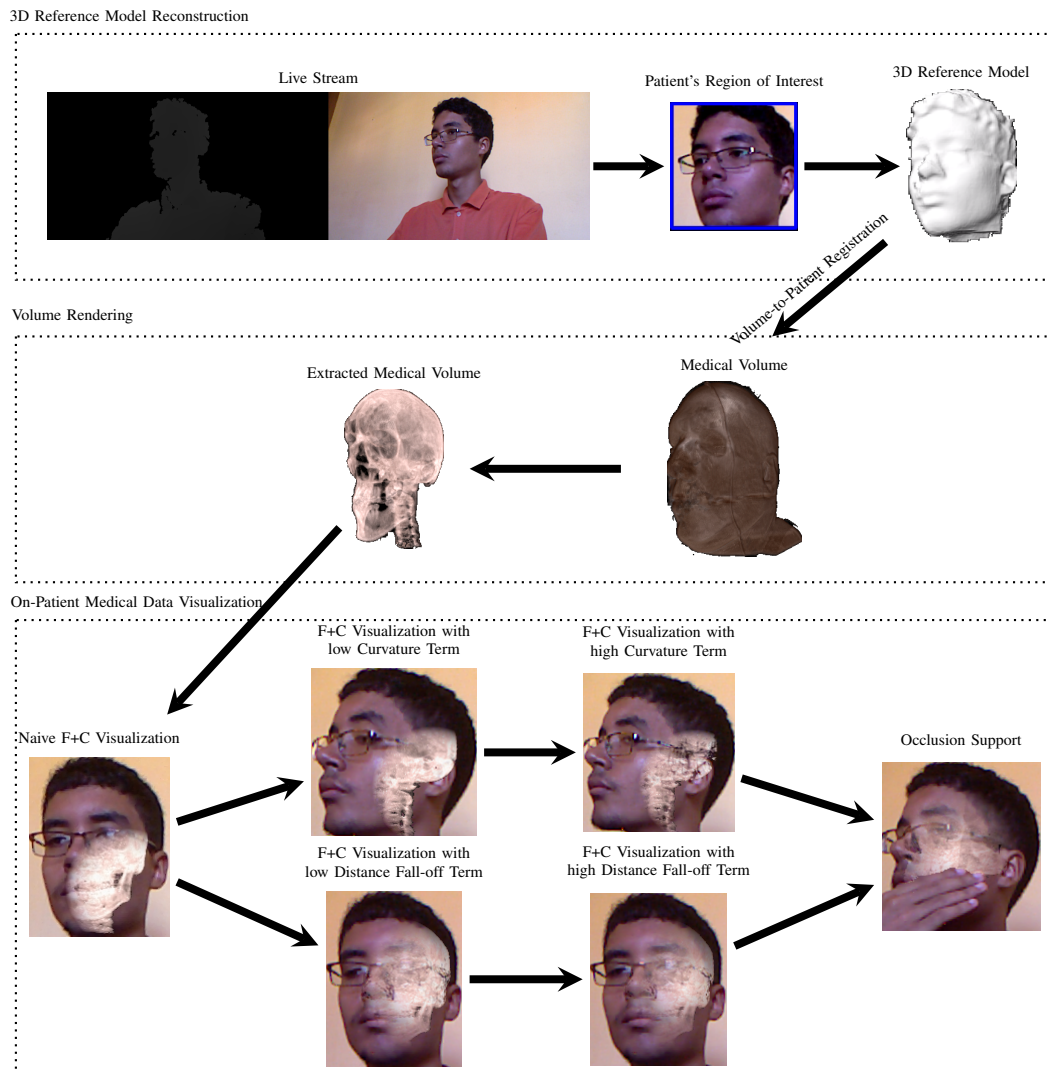 3D Reference Model Reconstruction
Live Stream
Patient's Region of Interest
3D Reference Model
Volume-to-Patient Registration
Volume Rendering
Extracted Medical Volume
Medical Volume
On-Patient Medical Data Visualization
F+C Visualization with
low Curvature Term
F+C Visualization with
high Curvature Term
Naive F+C Visualization
Occlusion Support
F+C Visualization with
low Distance Fall-off Term
F+C Visualization with
high Distance Fall-off Term